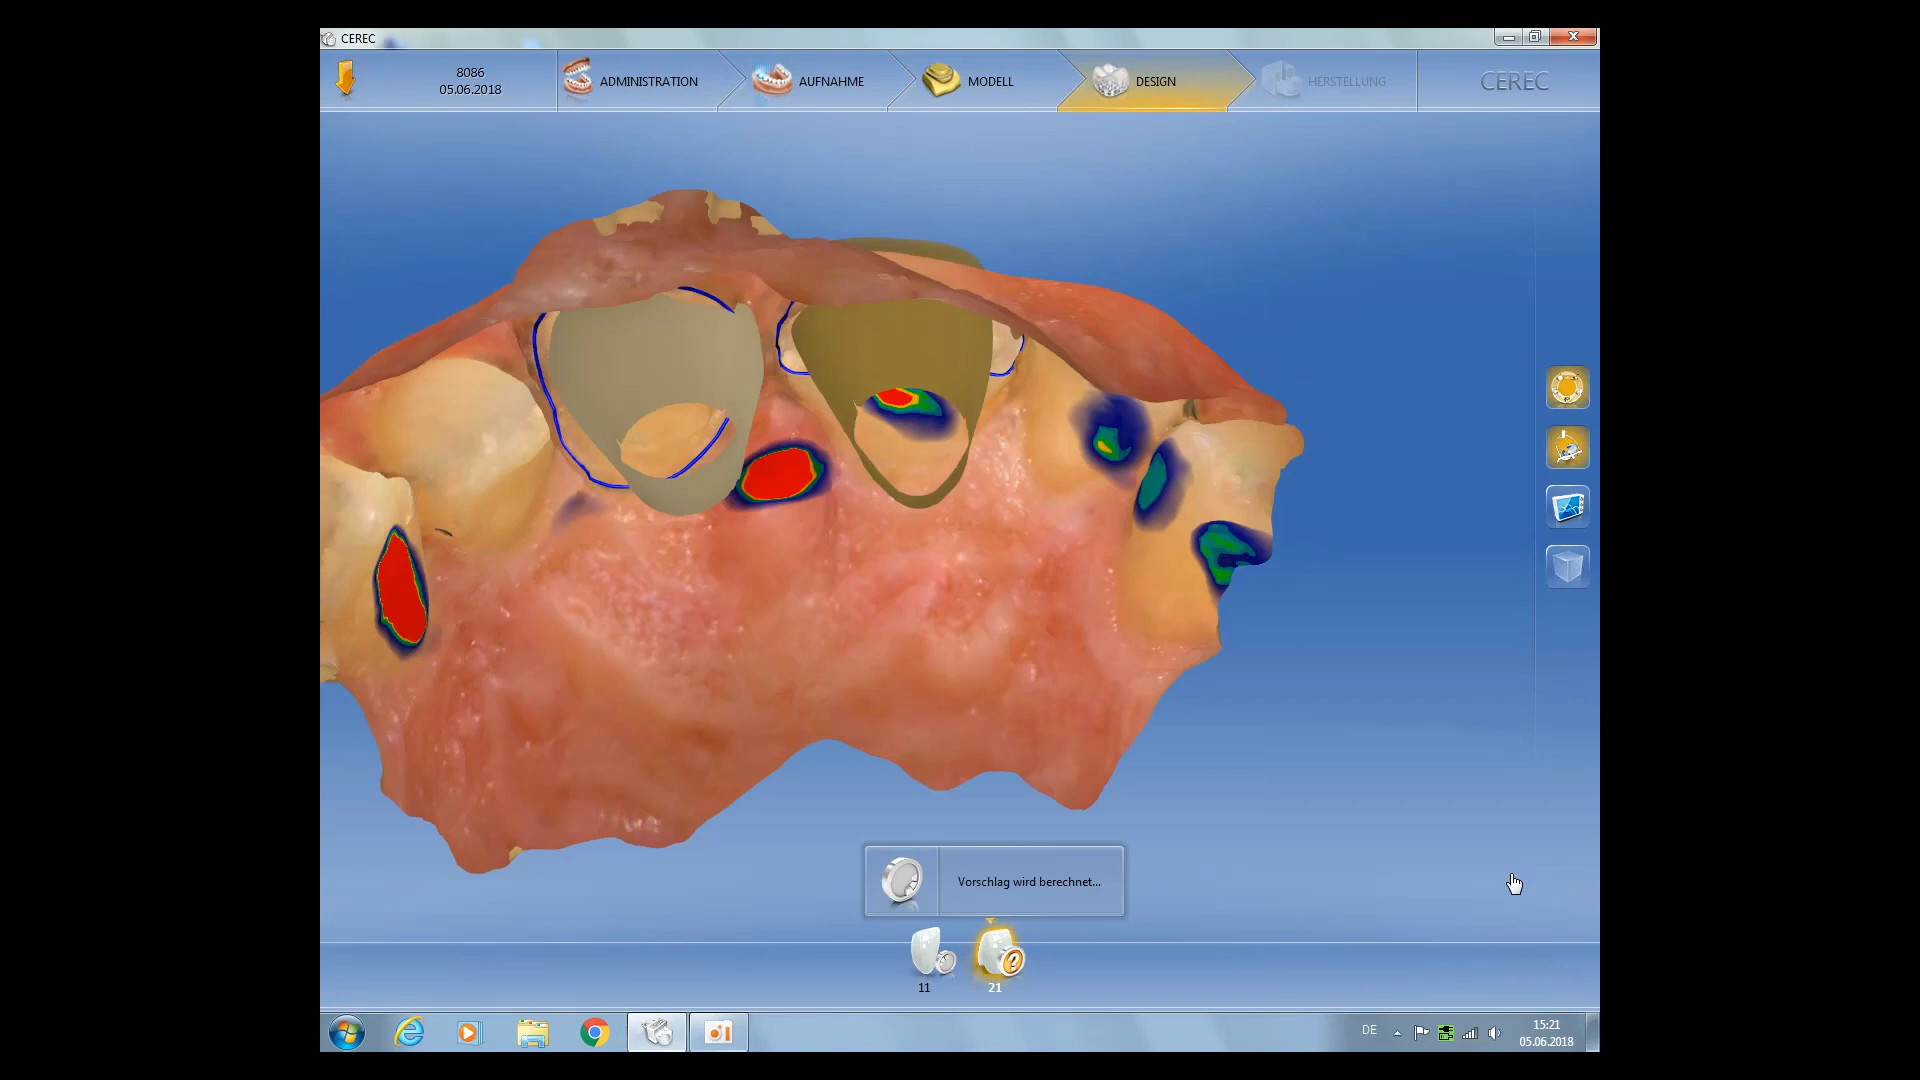 CEREC
8086
05.06.2018
ADMINISTRATION
AUFNAHME
MODELL
DESIGN
HERSTELLUNG
CEREC
Vorschlag wird berechnet...
?
11
21
DE
15:21
05.06.2018